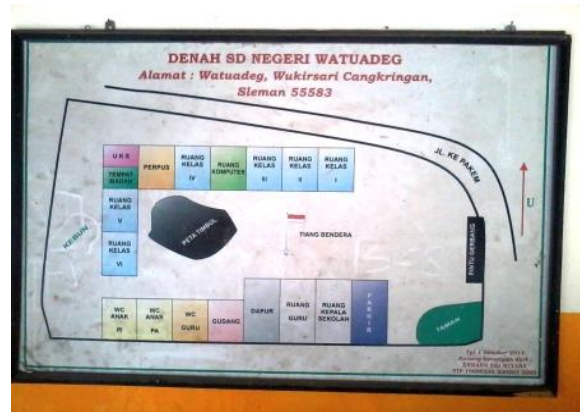 DENAH SD NEGERI WATUADEG
Alamat : Watuadeg, Wukirsari Cangkringan,
Sleman 55583
JL. KE PAKEM
U
UKS
TEMPAT
IBADAH
PERPUS
RUANG
KELAS
IV
RUANG
KOMPUTER
RUANG
KELAS
III
RUANG
KELAS
II
RUANG
KELAS
I
RUANG
KELAS
V
RUANG
KELAS
VI
KEBUN
PETA TIMBUL
TIANG BENDERA
PINTU GERBANG
WC
ANAK
PI
WC
ANAK
PA
WC
GURU
GUDANG
DAPUR
RUANG
GURU
RUANG
KEPALA
SEKOLAH
PARKIR
TAMAN